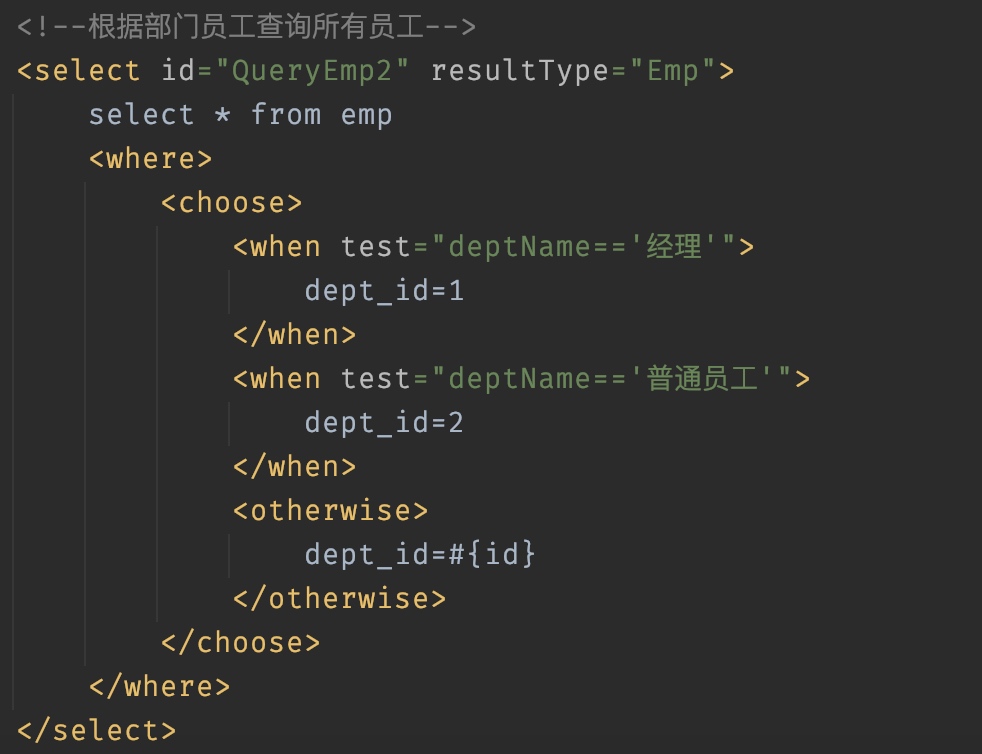 <!--根据部门员工查询所有员工-->
<select id="QueryEmp2" resultType="Emp">
    select * from emp
    <where>
        <choose>
            <when test="deptName=='经理'">
                dept_id=1
            </when>
            <when test="deptName=='普通员工'">
                dept_id=2
            </when>
            <otherwise>
                dept_id=#{id}
            </otherwise>
        </choose>
    </where>
</select>